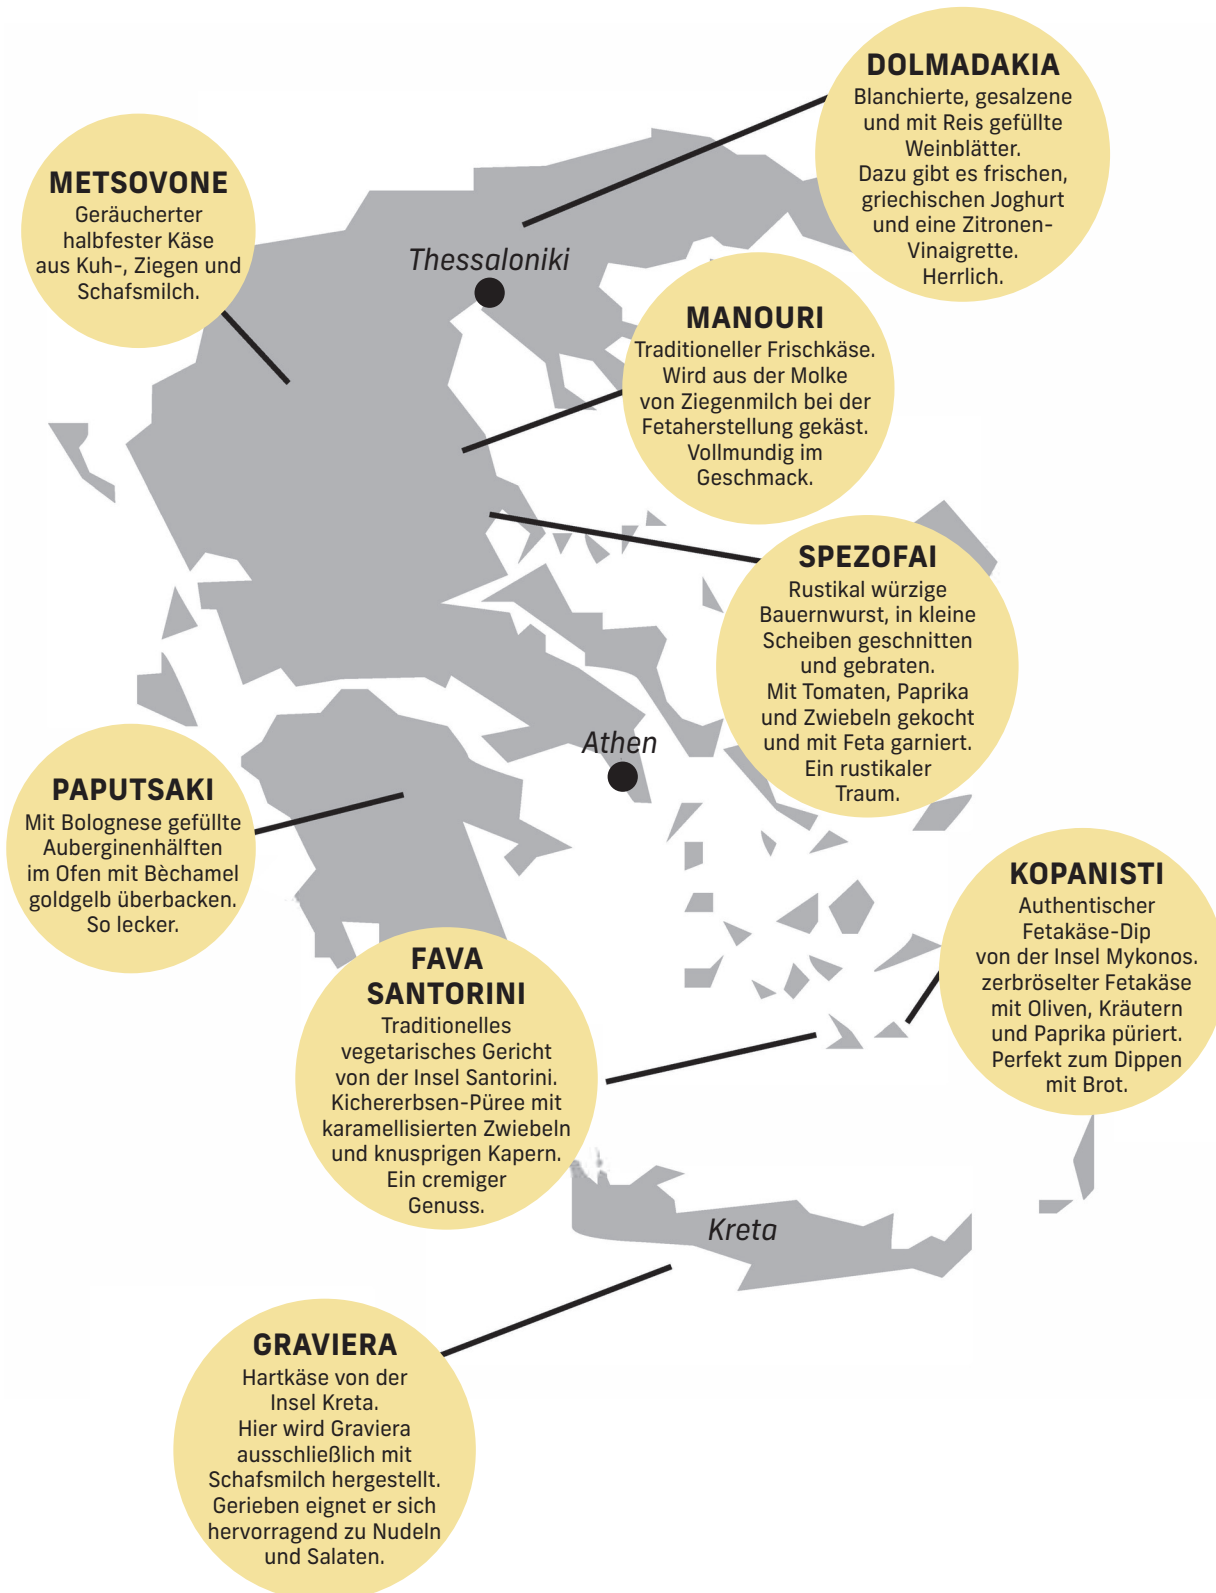 DOLMADAKIA
Blanchierte, gesalzene
und mit Reis gefüllte
Weinblätter.
Dazu gibt es frischen,
griechischen Joghurt
und eine Zitronen-
Vinaigrette.
Herrlich.
METSOVONE
Geräucherter
halbfester Käse
aus Kuh-, Ziegen und
Schafsmilch.
Thessaloniki
MANOURI
Traditioneller Frischkäse.
Wird aus der Molke
von Ziegenmilch bei der
Fetaherstellung gekäst.
Vollmundig im
Geschmack.
SPEZOFAI
Rustikal würzige
Bauernwurst, in kleine
Scheiben geschnitten
und gebraten.
Mit Tomaten, Paprika
und Zwiebeln gekocht
und mit Feta garniert.
Ein rustikaler
Traum.
Athen
PAPUTSAKI
Mit Bolognese gefüllte
Auberginenhälften
im Ofen mit Bèchamel
goldgelb überbacken.
So lecker.
KOPANISTI
Authentischer
Fetakäse-Dip
von der Insel Mykonos.
zerbröselter Fetakäse
mit Oliven, Kräutern
und Paprika püriert.
Perfekt zum Dippen
mit Brot.
FAVA
SANTORINI
Traditionelles
vegetarisches Gericht
von der Insel Santorini.
Kichererbsen-Püree mit
karamellisierten Zwiebeln
und knusprigen Kapern.
Ein cremiger
Genuss.
Kreta
GRAVIERA
Hartkäse von der
Insel Kreta.
Hier wird Graviera
ausschließlich mit
Schafsmilch hergestellt.
Gerieben eignet er sich
hervorragend zu Nudeln
und Salaten.